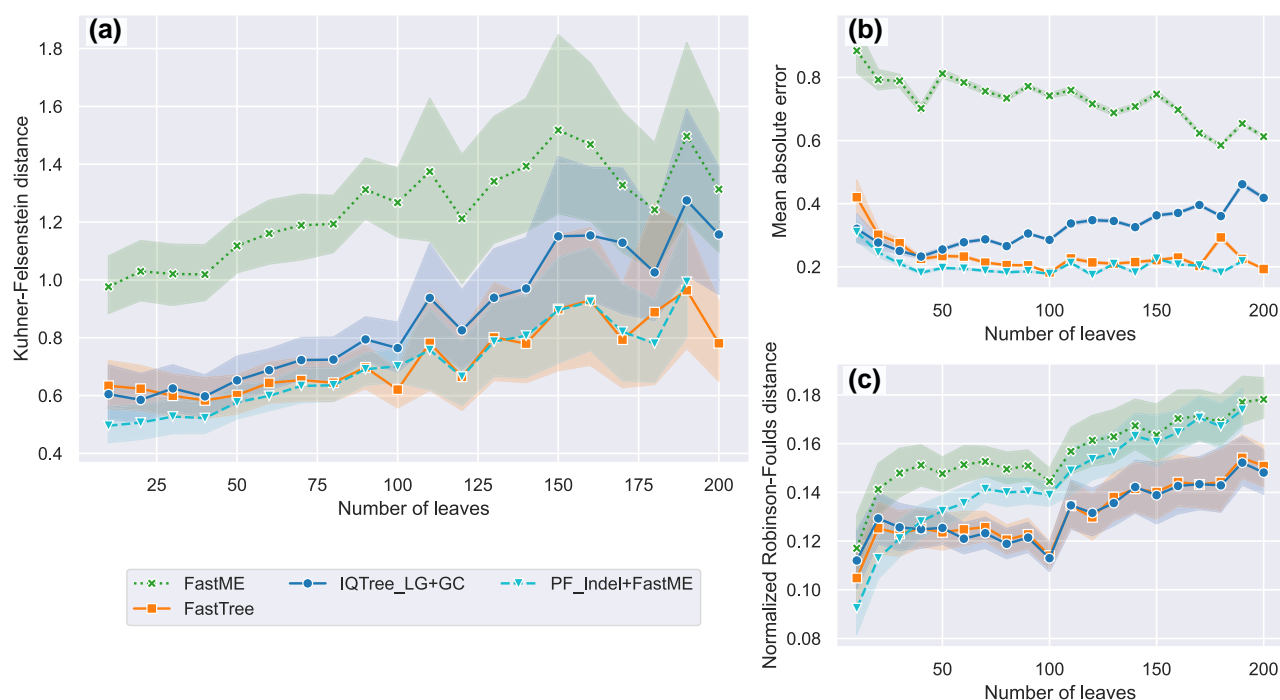 (a)
1.8
1.6
1.4
1.2
1.0
0.8
0.6
0.4
Kuhner-Felsenstein distance
25 50 75 100 125 150 175 200
Number of leaves
(b)
0.8
0.6
0.4
0.2
Mean absolute error
50 100 150 200
Number of leaves
(c)
0.18
0.16
0.14
0.12
0.10
0.08
Normalized Robinson-Foulds distance
50 100 150 200
Number of leaves
FastME IQTree_LG+GC PF_Indel+FastME
FastTree